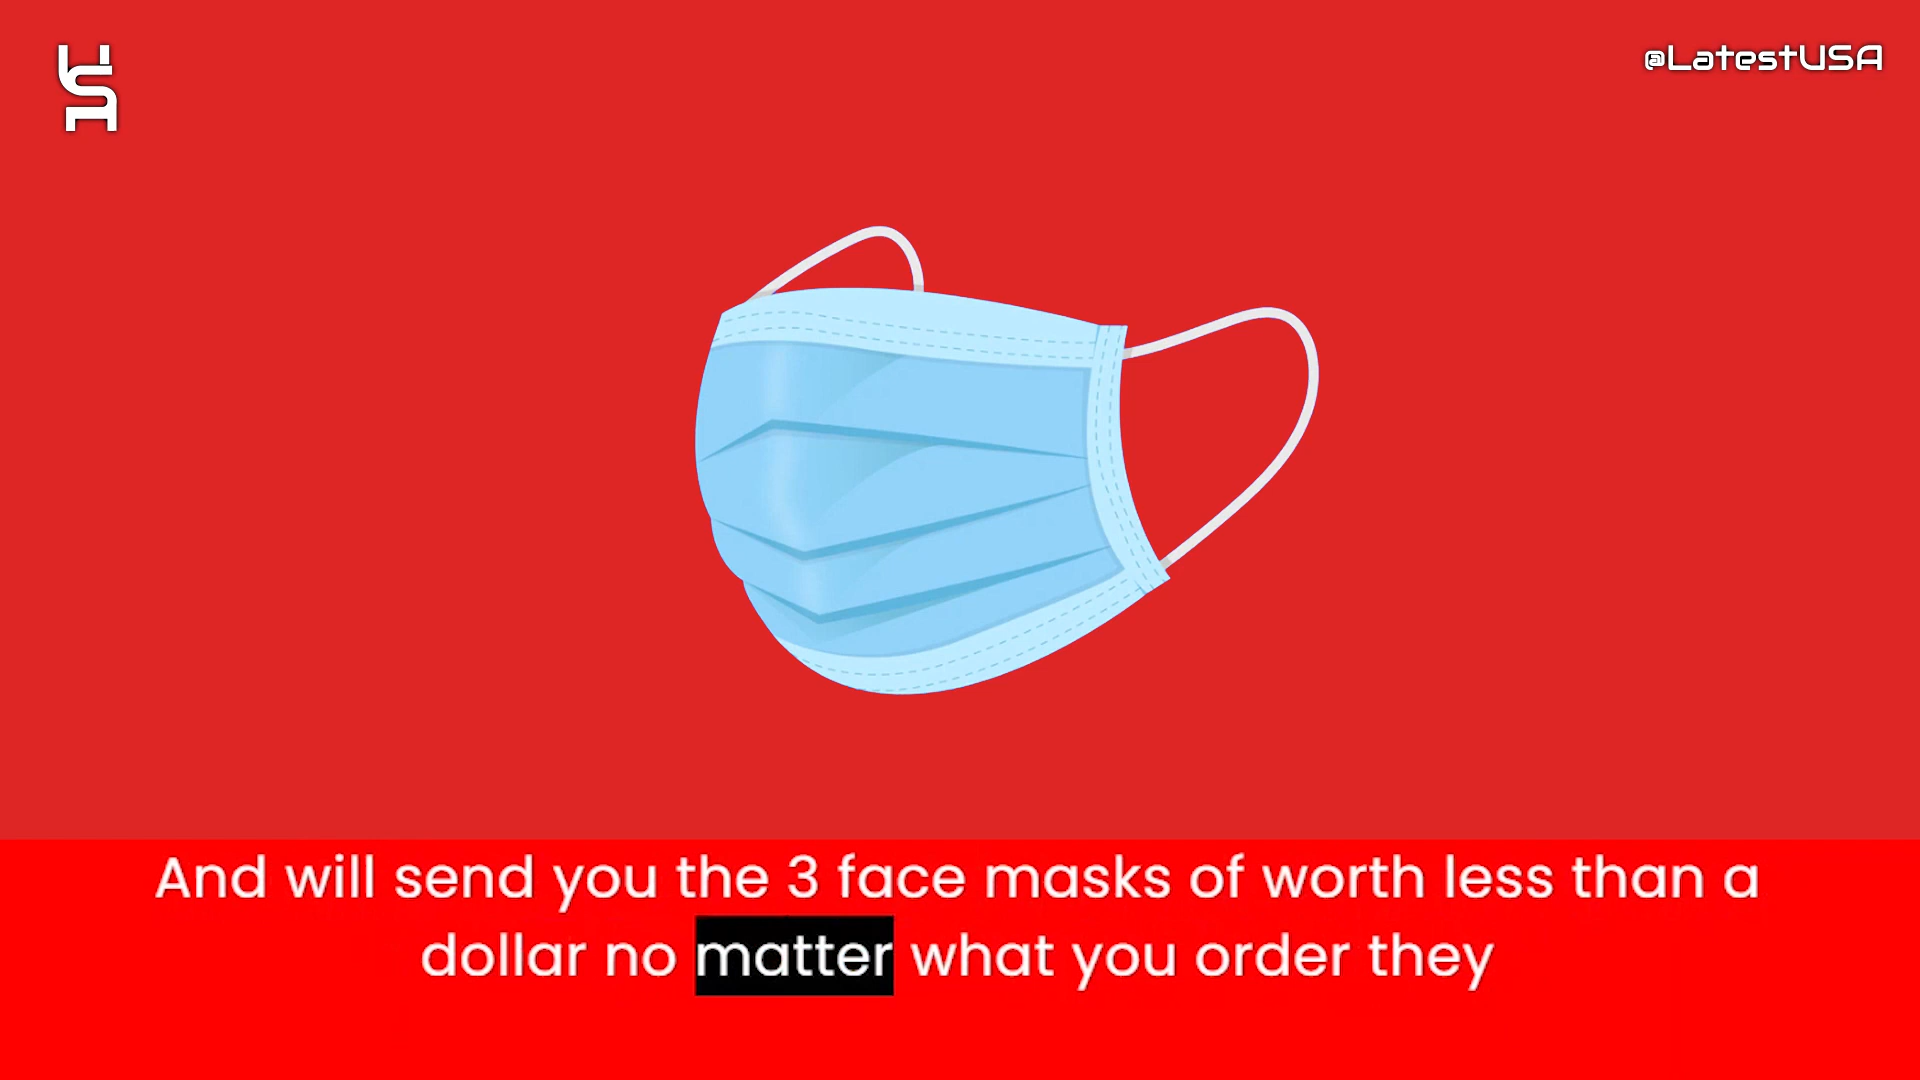 USA
@LatestUSA
And will send you the 3 face masks of worth less than a
dollar no matter what you order they